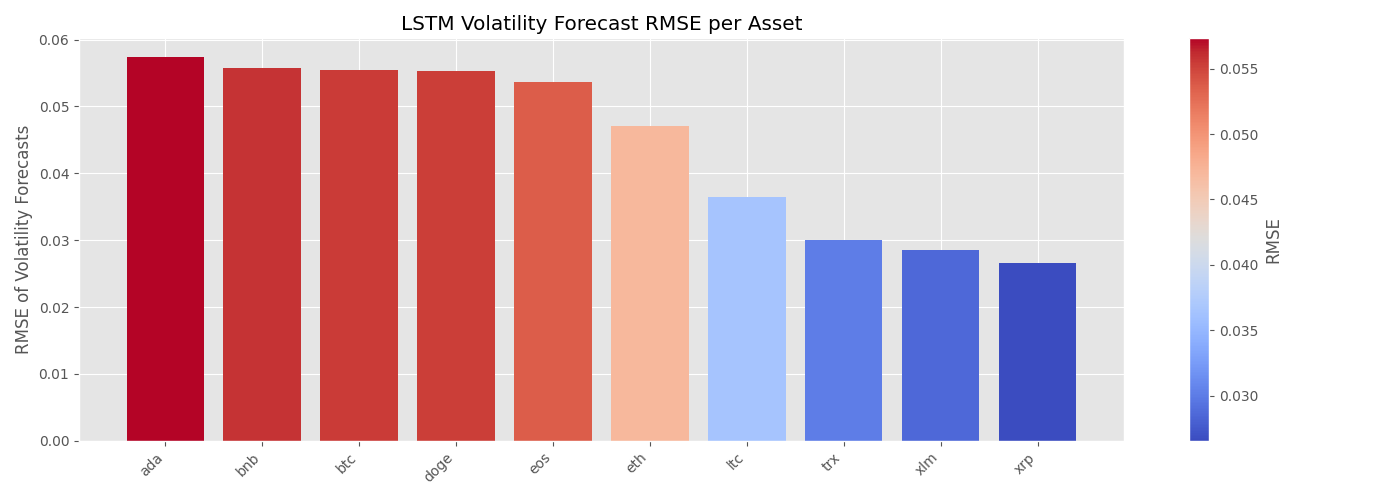 LSTM Volatility Forecast RMSE per Asset
RMSE of Volatility Forecasts
0.06
0.05
0.04
0.03
0.02
0.01
0.00
ada
bnb
btc
doge
eos
eth
ltc
trx
xlm
xrp
0.055
0.050
0.045
0.040
0.035
0.030
RMSE